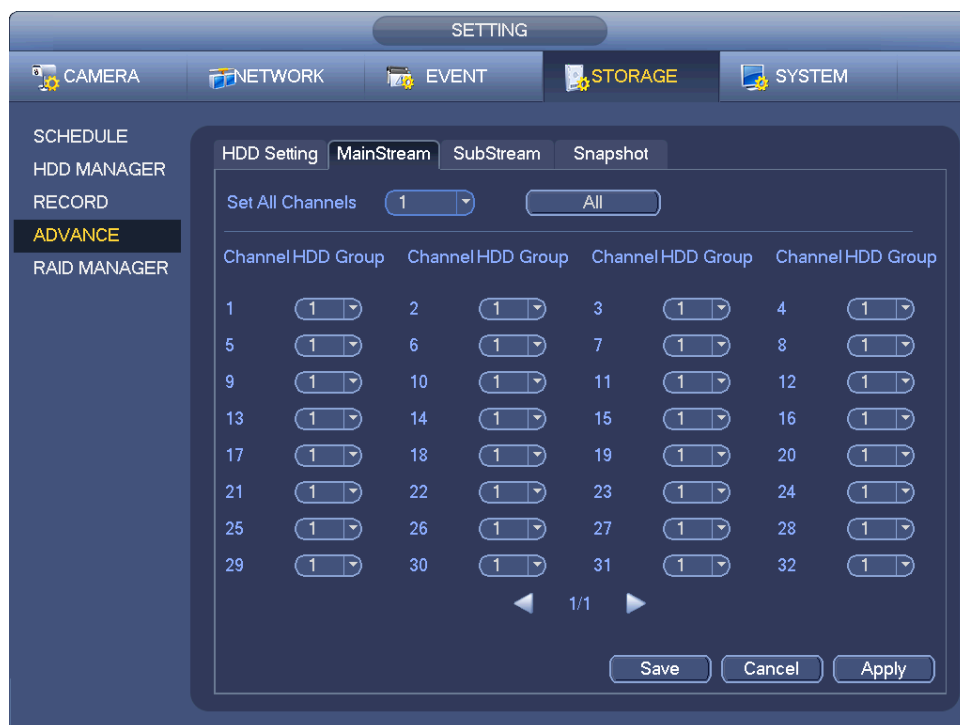 SETTING
CAMERA NETWORK EVENT STORAGE SYSTEM
SCHEDULE
HDD MANAGER
RECORD
ADVANCE
RAID MANAGER
HDD Setting MainStream SubStream Snapshot
Set All Channels 1 All
Channel HDD Group Channel HDD Group Channel HDD Group Channel HDD Group
1 1 2 1 3 1 4 1
5 1 6 1 7 1 8 1
9 1 10 1 11 1 12 1
13 1 14 1 15 1 16 1
17 1 18 1 19 1 20 1
21 1 22 1 23 1 24 1
25 1 26 1 27 1 28 1
29 1 30 1 31 1 32 1
1/1
Save Cancel Apply